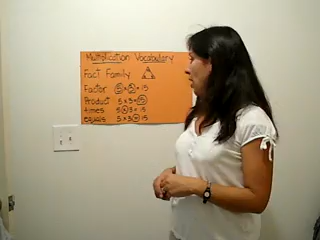 Multiplication Vocabulary
Fact Family
Factor 5 x 3 = 15
Product 5 x 3 = 15
times 5 x 3 = 15
equals 5 x 3 = 15